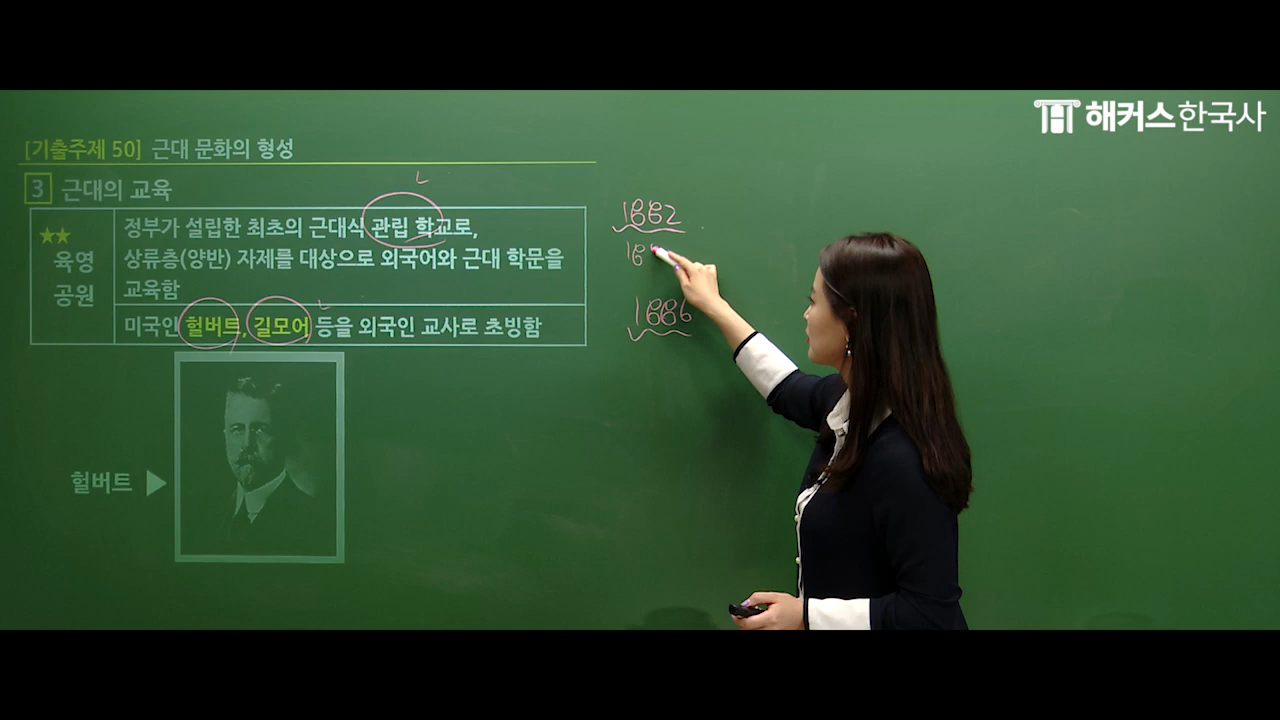 해커스한국사
[기출주제 50] 근대 문화의 형성
3 근대의 교육
★★
육영
공원
정부가 설립한 최초의 근대식 관립 학교로,
상류층(양반) 자제를 대상으로 외국어와 근대 학문을
교육함
미국인 헐버트, 길모어 등을 외국인 교사로 초빙함
헐버트 ▶
1882
18
1886